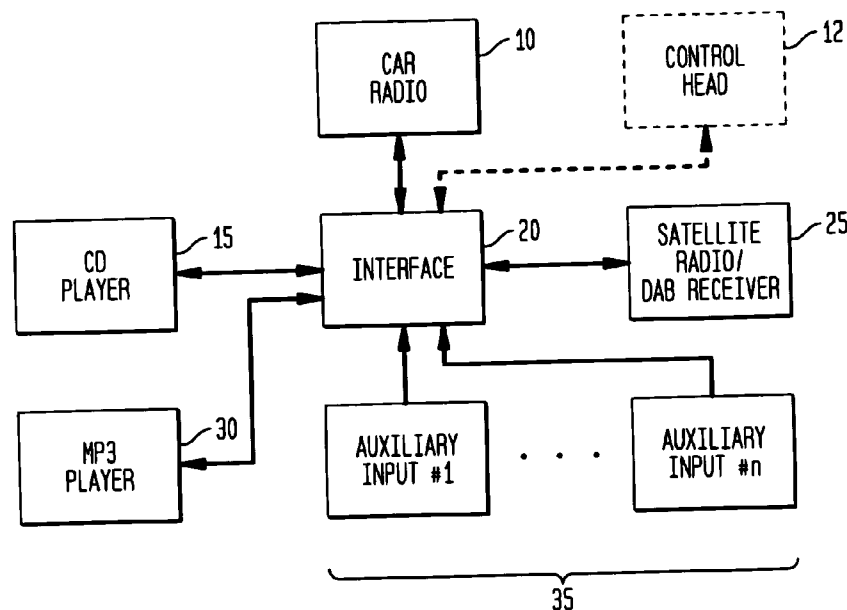 CAR
RADIO
10
CONTROL
HEAD
12
CD
PLAYER
15
INTERFACE
20
SATELLITE
RADIO/
DAB RECEIVER
25
MP3
PLAYER
30
AUXILIARY
INPUT #1
. . . .
AUXILIARY
INPUT #n
35